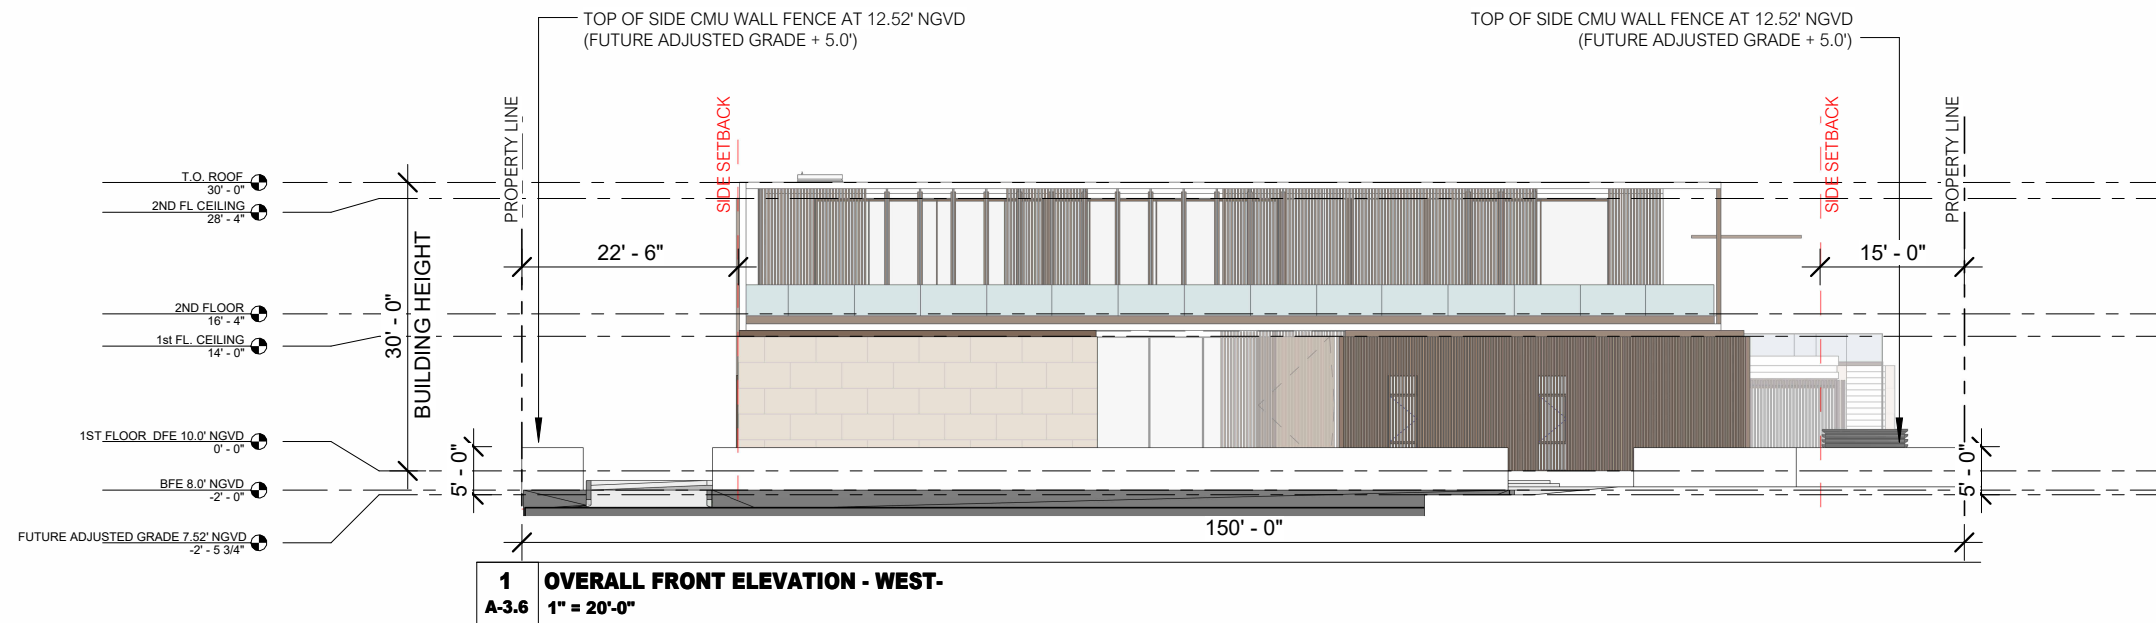 TOP OF SIDE CMU WALL FENCE AT 12.52' NGVD
(FUTURE ADJUSTED GRADE + 5.0')
TOP OF SIDE CMU WALL FENCE AT 12.52' NGVD
(FUTURE ADJUSTED GRADE + 5.0')
PROPERTY LINE
SIDE SETBACK
SIDE SETBACK
PROPERTY LINE
T.O. ROOF
30' - 0"
2ND FL CEILING
28' - 4"
22' - 6"
15' - 0"
2ND FLOOR
16' - 4"
1st FL. CEILING
14' - 0"
30' - 0"
BUILDING HEIGHT
1ST FLOOR  DFE 10.0' NGVD
0' - 0"
5' - 0"
5' - 0"
BFE 8.0' NGVD
-2' - 0"
FUTURE ADJUSTED GRADE 7.52' NGVD
-2' - 5 3/4"
150' - 0"
1
OVERALL FRONT ELEVATION - WEST-
A-3.6
1" = 20'-0"